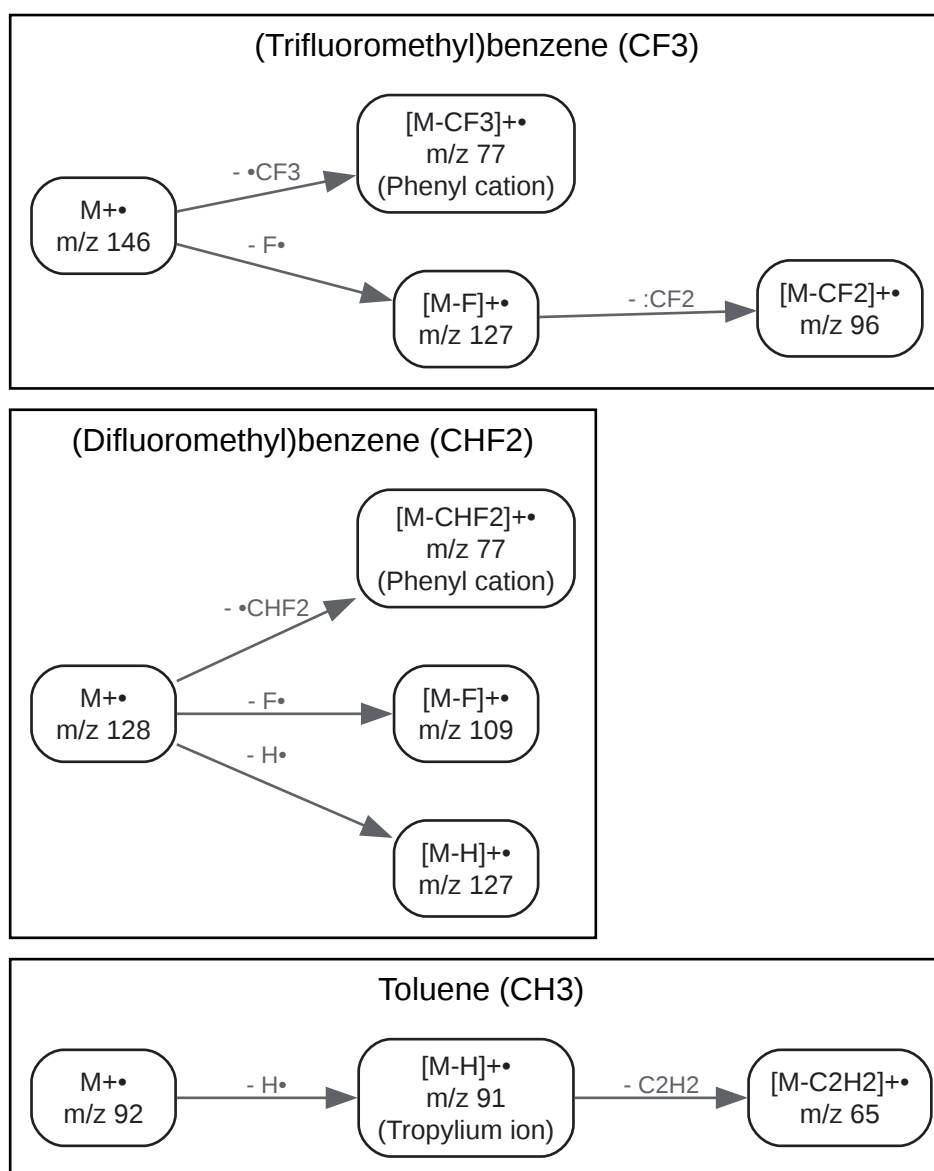 (Trifluoromethyl)benzene (CF3)
[M-CF3]+•
m/z 77
(Phenyl cation)
- •CF3
M+•
m/z 146
- F•
[M-F]+•
m/z 127
- :CF2
[M-CF2]+•
m/z 96
(Difluoromethyl)benzene (CHF2)
[M-CHF2]+•
m/z 77
(Phenyl cation)
- •CHF2
M+•
m/z 128
- F•
[M-F]+•
m/z 109
- H•
[M-H]+•
m/z 127
Toluene (CH3)
M+•
m/z 92
- H•
[M-H]+•
m/z 91
(Tropylium ion)
- C2H2
[M-C2H2]+•
m/z 65